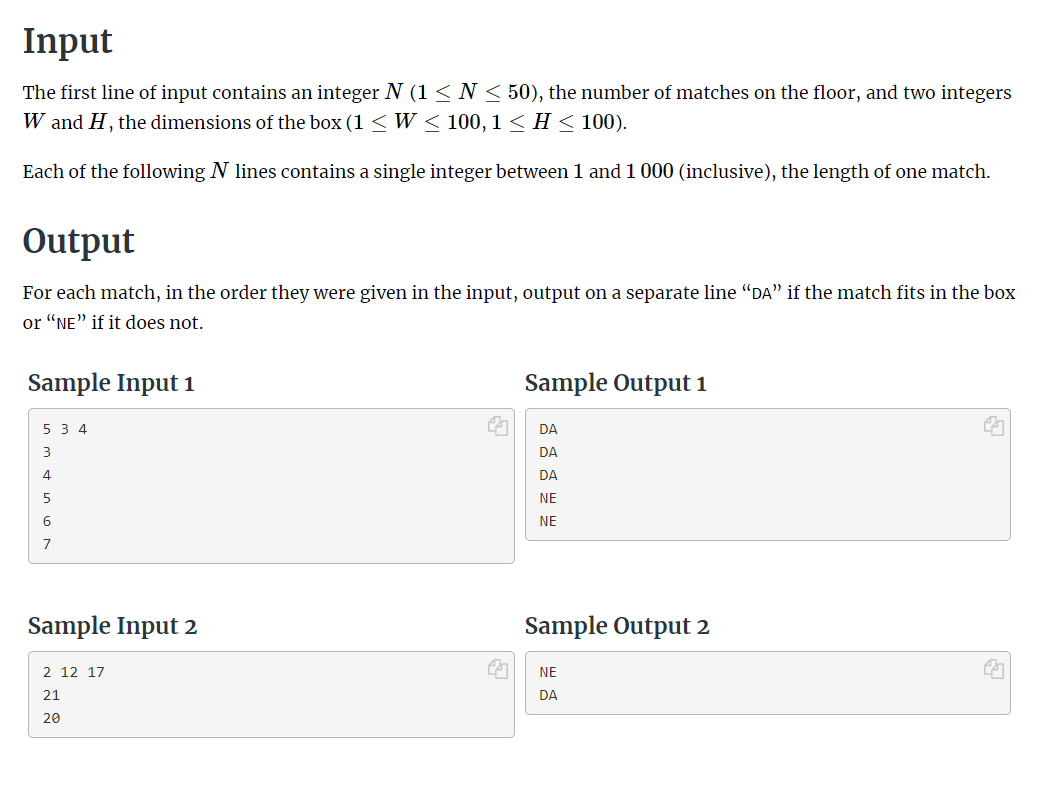 Input
The first line of input contains an integer N (1 ≤ N ≤ 50), the number of matches on the floor, and two integers
W and H, the dimensions of the box (1 ≤ W ≤ 100, 1 ≤ H ≤ 100).
Each of the following N lines contains a single integer between 1 and 1 000 (inclusive), the length of one match.
Output
For each match, in the order they were given in the input, output on a separate line “DA” if the match fits in the box
or “NE” if it does not.
Sample Input 1
5 3 4
3
4
5
6
7
Sample Output 1
DA
DA
DA
NE
NE
Sample Input 2
2 12 17
21
20
Sample Output 2
NE
DA